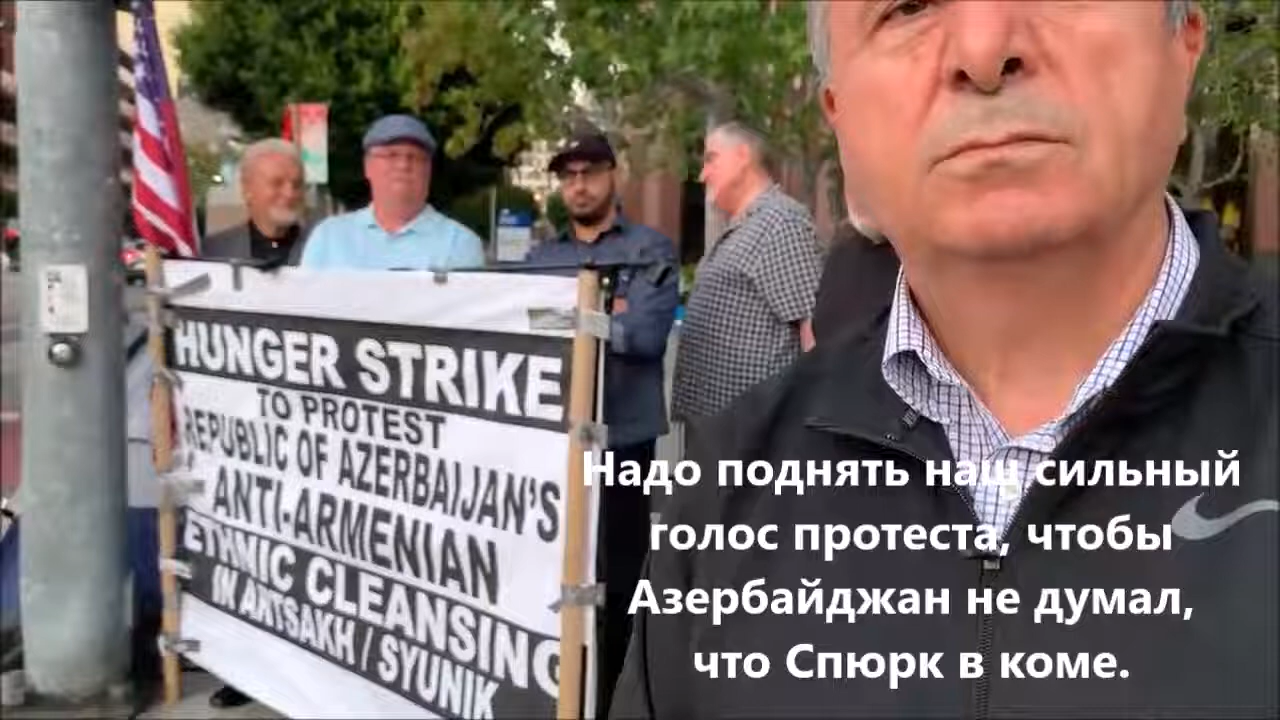 HUNGER STRIKE
TO PROTEST
REPUBLIC OF AZERBAIJAN'S
ANTI-ARMENIAN
ETHNIC CLEANSING
IN ARTSAKH / SYUNIK
Надо поднять наш сильный
голос протеста, чтобы
Азербайджан не думал,
что Спюрк в коме.